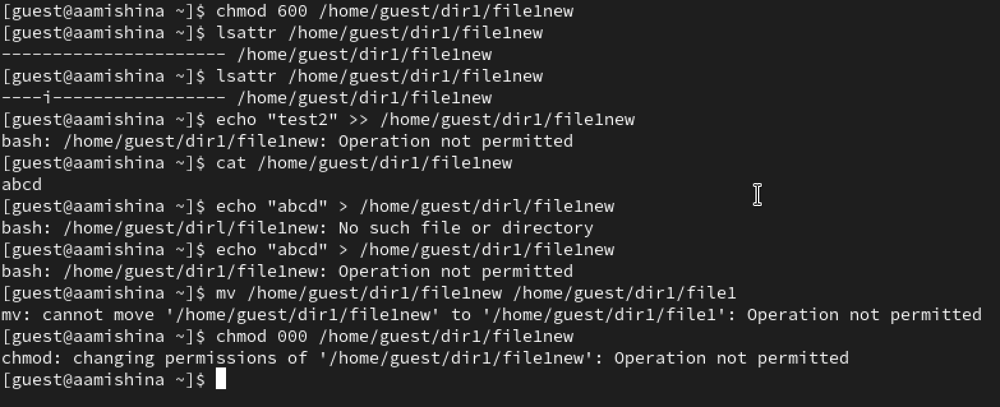 [guest@aamishina ~]$ chmod 600 /home/guest/dir1/file1new
[guest@aamishina ~]$ lsattr /home/guest/dir1/file1new
---------------------- /home/guest/dir1/file1new
[guest@aamishina ~]$ lsattr /home/guest/dir1/file1new
----i----------------- /home/guest/dir1/file1new
[guest@aamishina ~]$ echo "test2" >> /home/guest/dir1/file1new
bash: /home/guest/dir1/file1new: Operation not permitted
[guest@aamishina ~]$ cat /home/guest/dir1/file1new
abcd
[guest@aamishina ~]$ echo "abcd" > /home/guest/dirl/file1new
bash: /home/guest/dirl/file1new: No such file or directory
[guest@aamishina ~]$ echo "abcd" > /home/guest/dir1/file1new
bash: /home/guest/dir1/file1new: Operation not permitted
[guest@aamishina ~]$ mv /home/guest/dir1/file1new /home/guest/dir1/file1
mv: cannot move '/home/guest/dir1/file1new' to '/home/guest/dir1/file1': Operation not permitted
[guest@aamishina ~]$ chmod 000 /home/guest/dir1/file1new
chmod: changing permissions of '/home/guest/dir1/file1new': Operation not permitted
[guest@aamishina ~]$